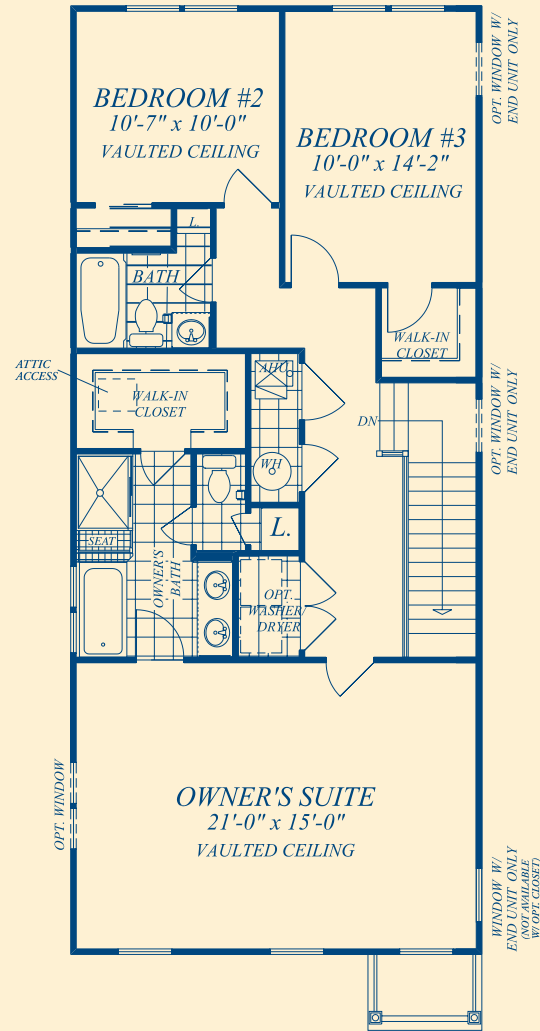 BEDROOM #2
10'-7" x 10'-0"
VAULTED CEILING
OPT. WINDOW W/
END UNIT ONLY
BEDROOM #3
10'-0" x 14'-2"
VAULTED CEILING
L.
BATH
WALK-IN
CLOSET
ATTIC
ACCESS
WALK-IN
CLOSET
AHU
OPT. WINDOW W/
END UNIT ONLY
DN
WH
SEAT
L.
OWNER'S
BATH
OPT.
WASHER/
DRYER
OPT. WINDOW
OWNER'S SUITE
21'-0" x 15'-0"
VAULTED CEILING
WINDOW W/
END UNIT ONLY
(NOT AVAILABLE
W/ OPT. CLOSET)